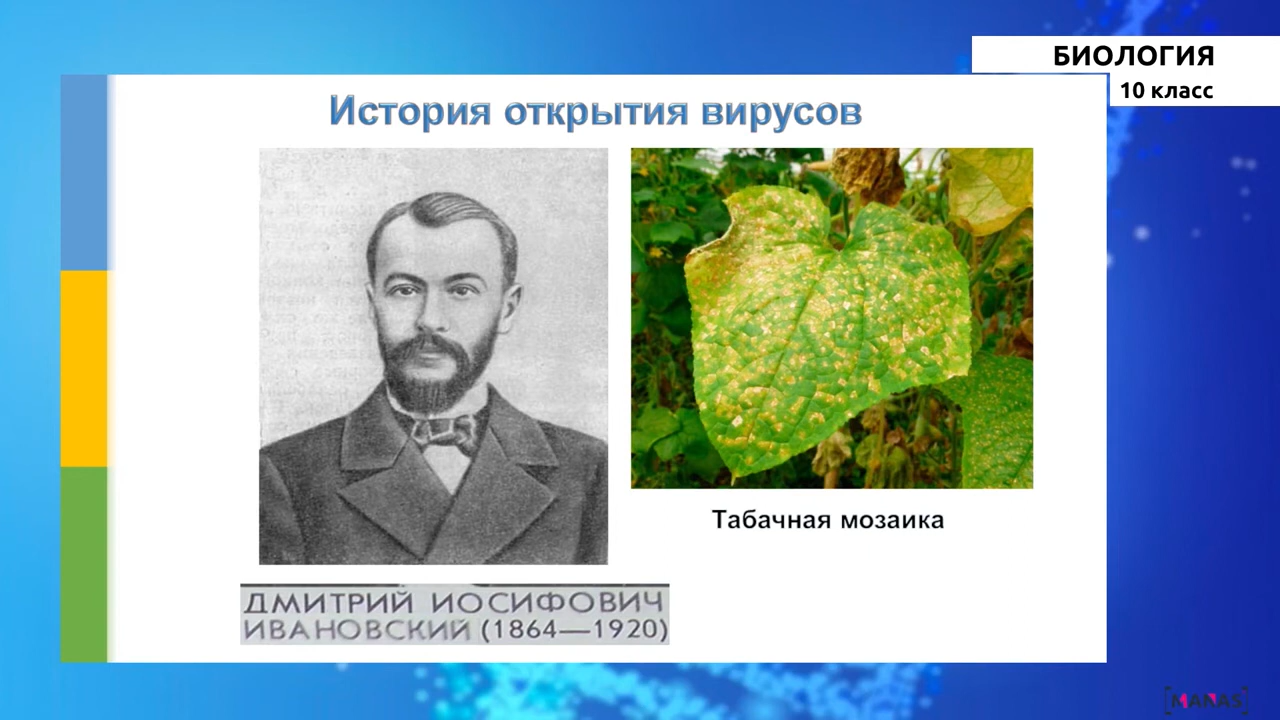 БИОЛОГИЯ
10 класс
История открытия вирусов
Табачная мозаика
ДМИТРИЙ ИОСИФОВИЧ
ИВАНОВСКИЙ (1864—1920)
[MANAS]